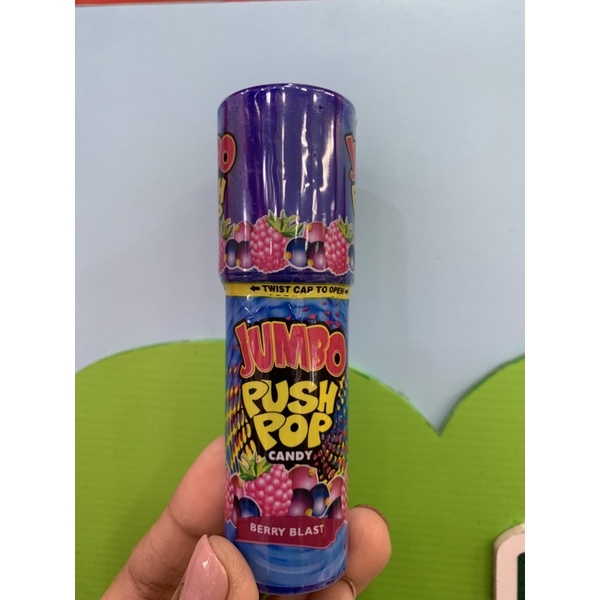 TWIST CAP TO OPEN
JUMBO
PUSH
POP
CANDY
BERRY BLAST